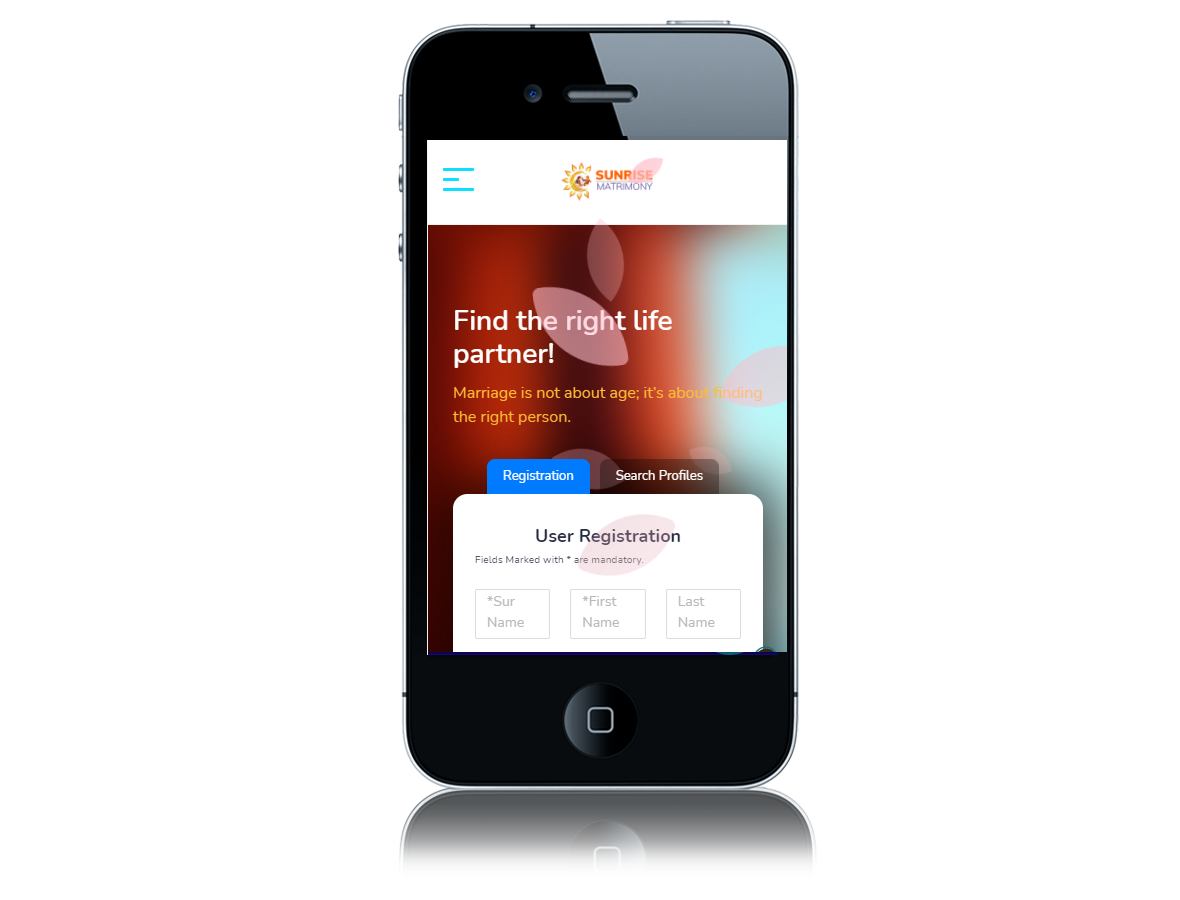 SUNRISE
MATRIMONY
Find the right life
partner!
Marriage is not about age; it's about finding
the right person.
Registration Search Profiles
User Registration
Fields Marked with * are mandatory.
*Sur *First Last
Name Name Name